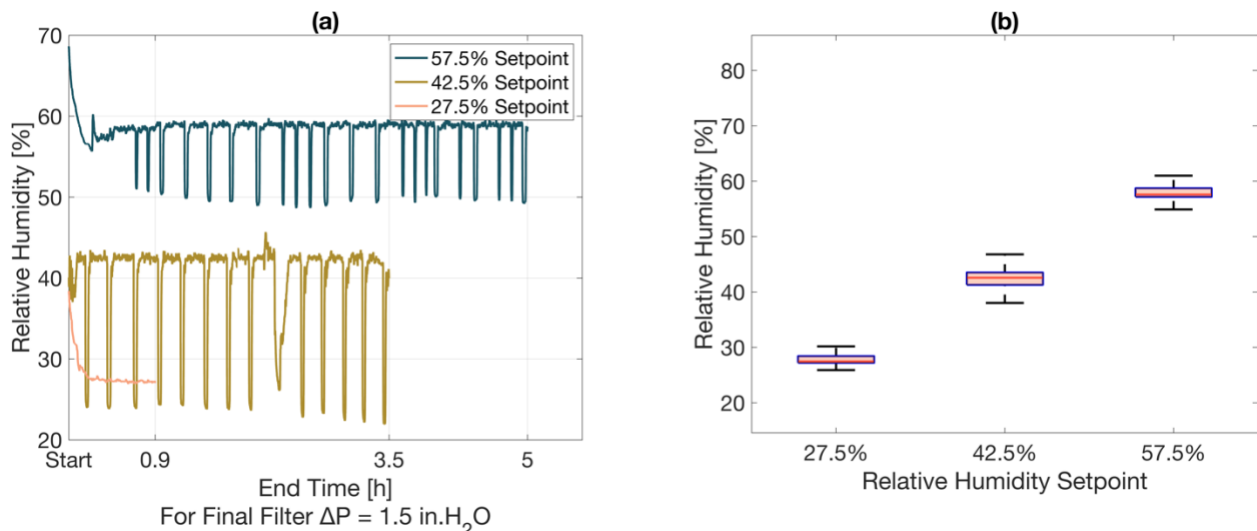 (a)
70
60
50
40
30
20
Relative Humidity [%]
57.5% Setpoint
42.5% Setpoint
27.5% Setpoint
Start 0.9 3.5 5
End Time [h]
For Final Filter ΔP = 1.5 in.H₂O
(b)
80
70
60
50
40
30
20
Relative Humidity [%]
27.5% 42.5% 57.5%
Relative Humidity Setpoint